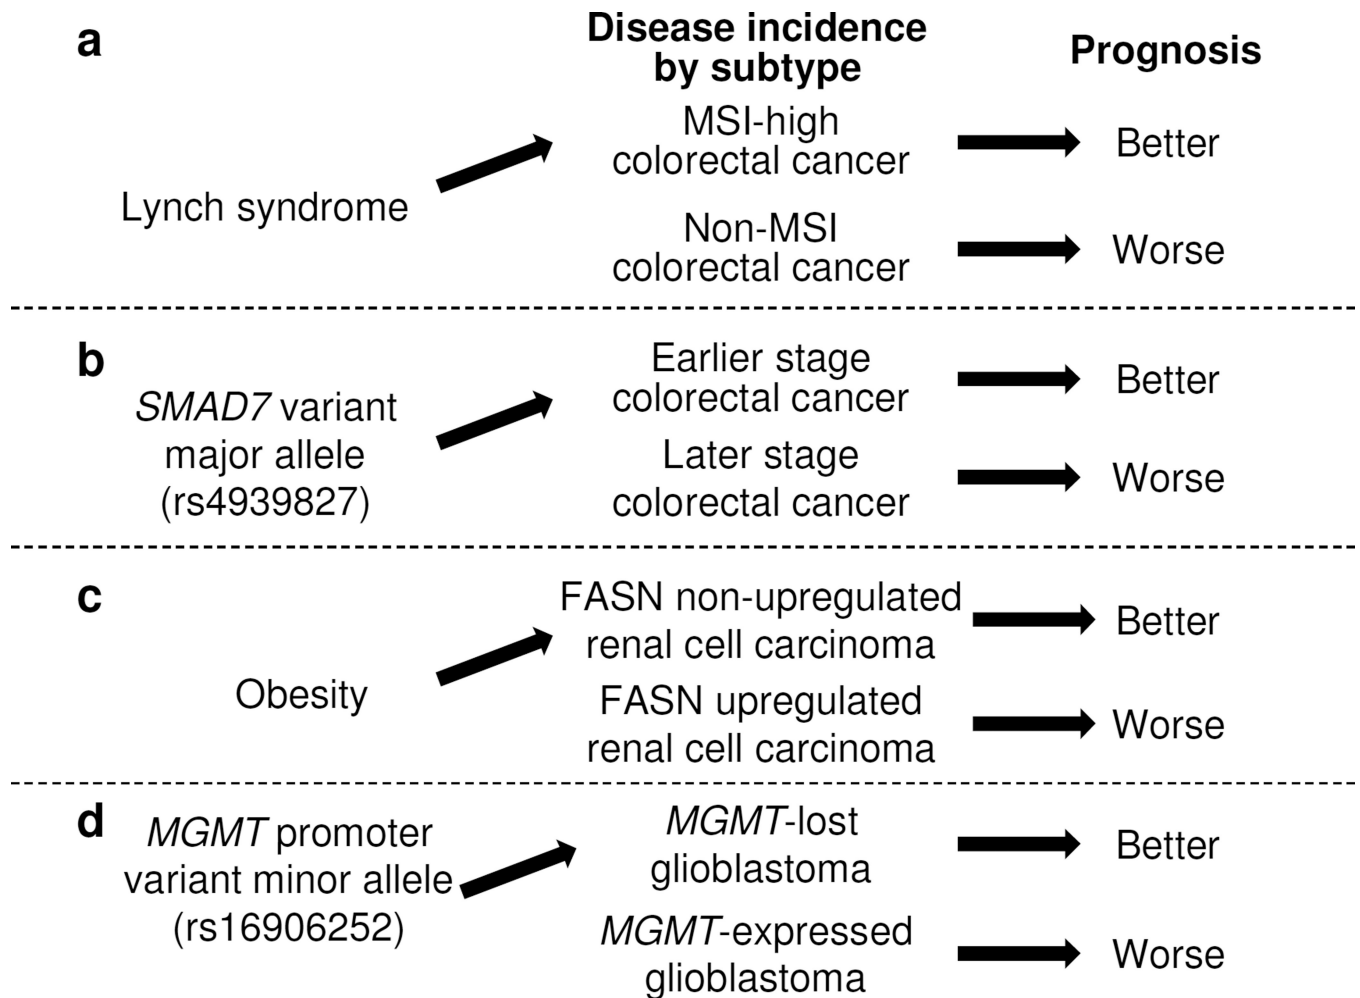 a
Disease incidence
by subtype
Prognosis
Lynch syndrome
MSI-high
colorectal cancer
Better
Non-MSI
colorectal cancer
Worse
b
SMAD7 variant
major allele
(rs4939827)
Earlier stage
colorectal cancer
Better
Later stage
colorectal cancer
Worse
c
Obesity
FASN non-upregulated
renal cell carcinoma
Better
FASN upregulated
renal cell carcinoma
Worse
d
MGMT promoter
variant minor allele
(rs16906252)
MGMT-lost
glioblastoma
Better
MGMT-expressed
glioblastoma
Worse